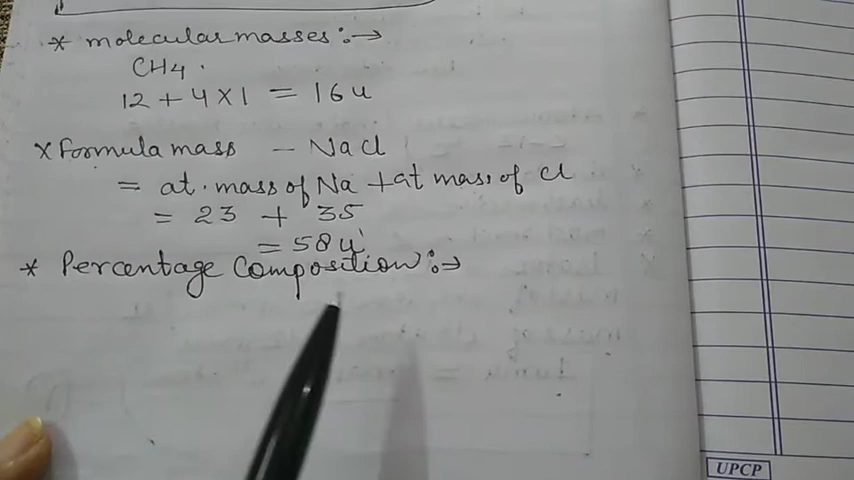 * molecular masses :→
CH4.
12 + 4 X 1 = 16 u
x Formula mass - NaCl
= at. mass of Na + at mass of Cl
= 23 + 35
= 58 u
* Percentage Composition :→
UPCP